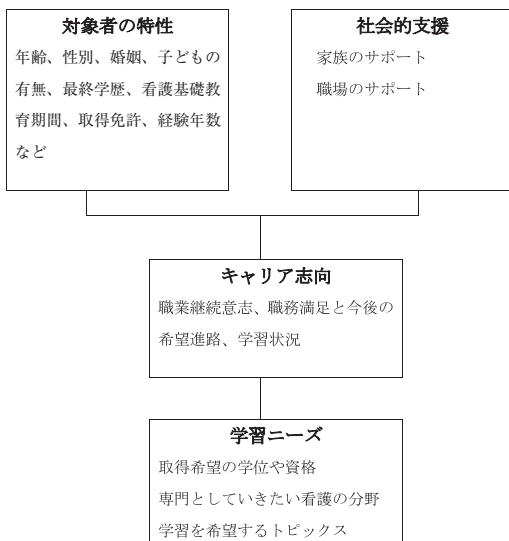 対象者の特性
年齢、性別、婚姻、子どもの
有無、最終学歴、看護基礎教
育期間、取得免許、経験年数
など
社会的支援
家族のサポート
職場のサポート
キャリア志向
職業継続意志、職務満足と今後の
希望進路、学習状況
学習ニーズ
取得希望の学位や資格
専門としていきたい看護の分野
学習を希望するトピックス